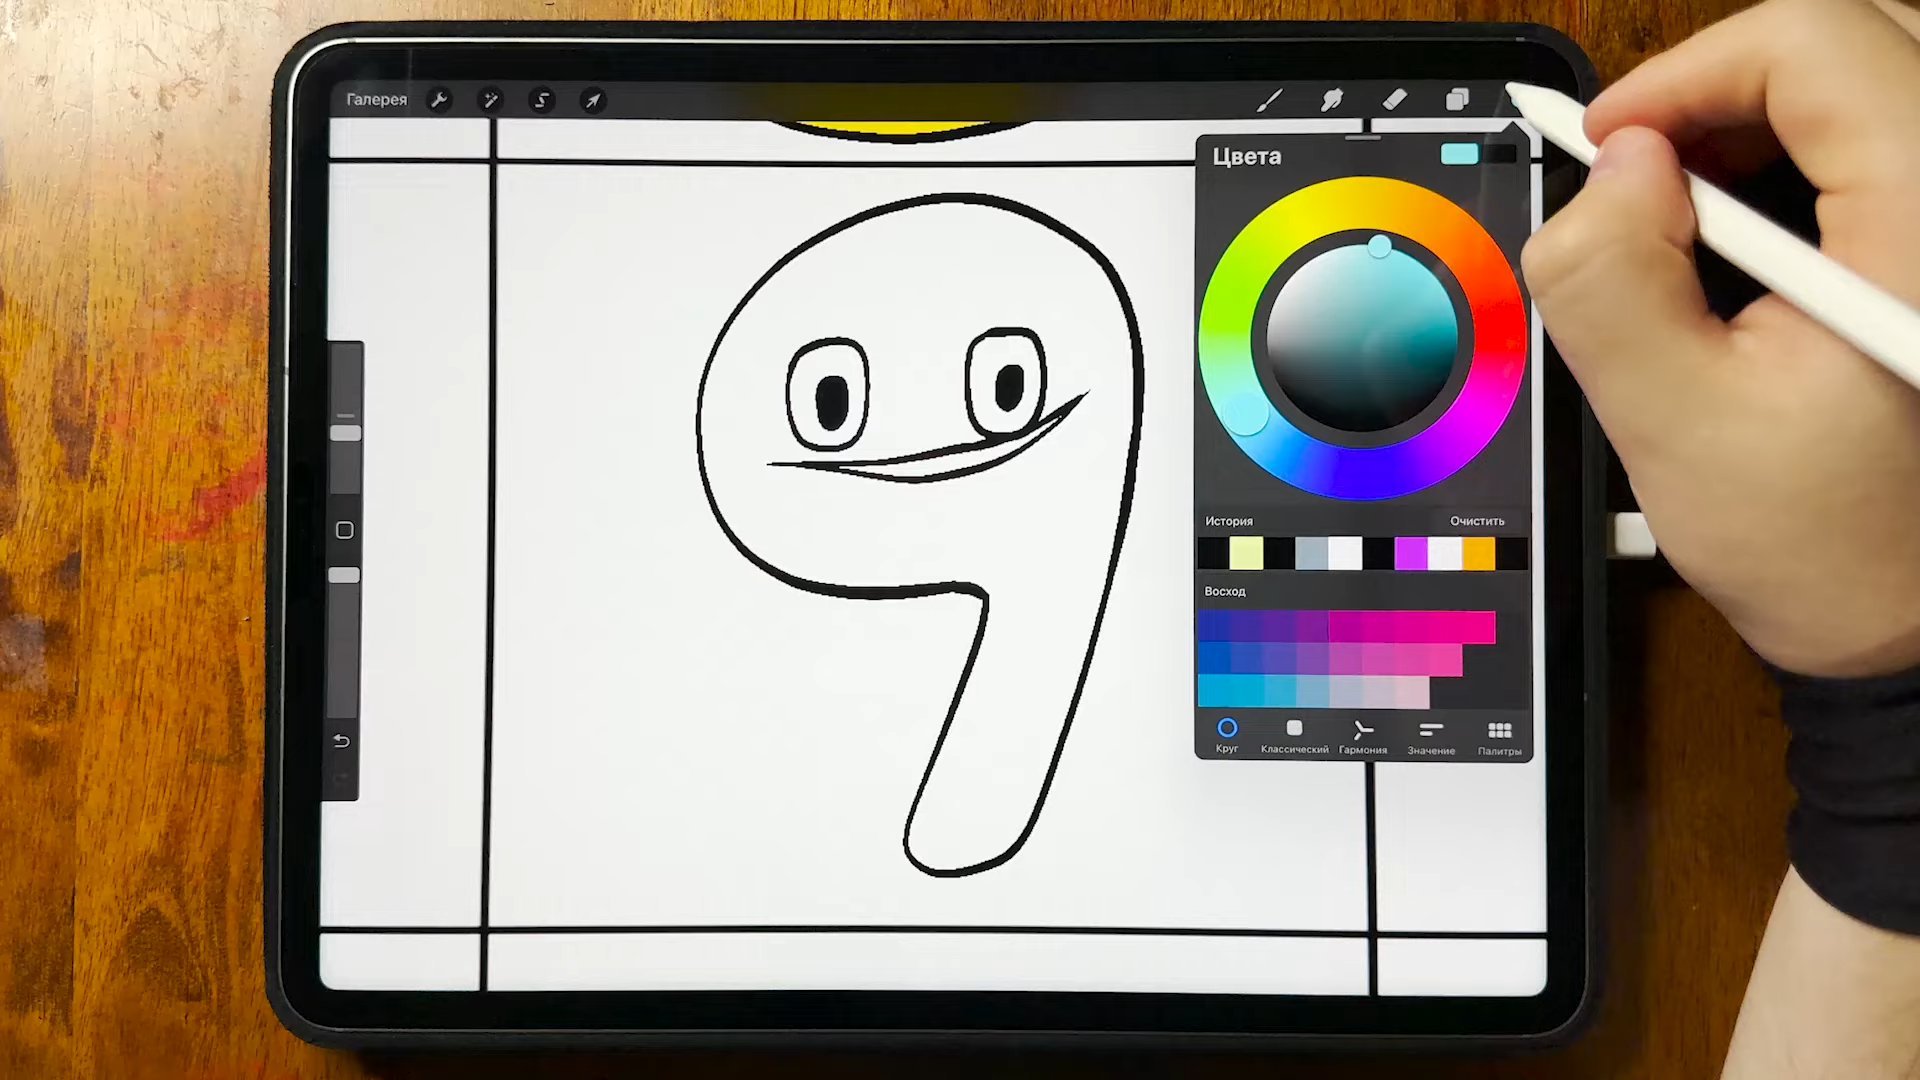 Галерея
Цвета
История
Очистить
Восход
Круг
Классический
Гармония
Значение
Палитры